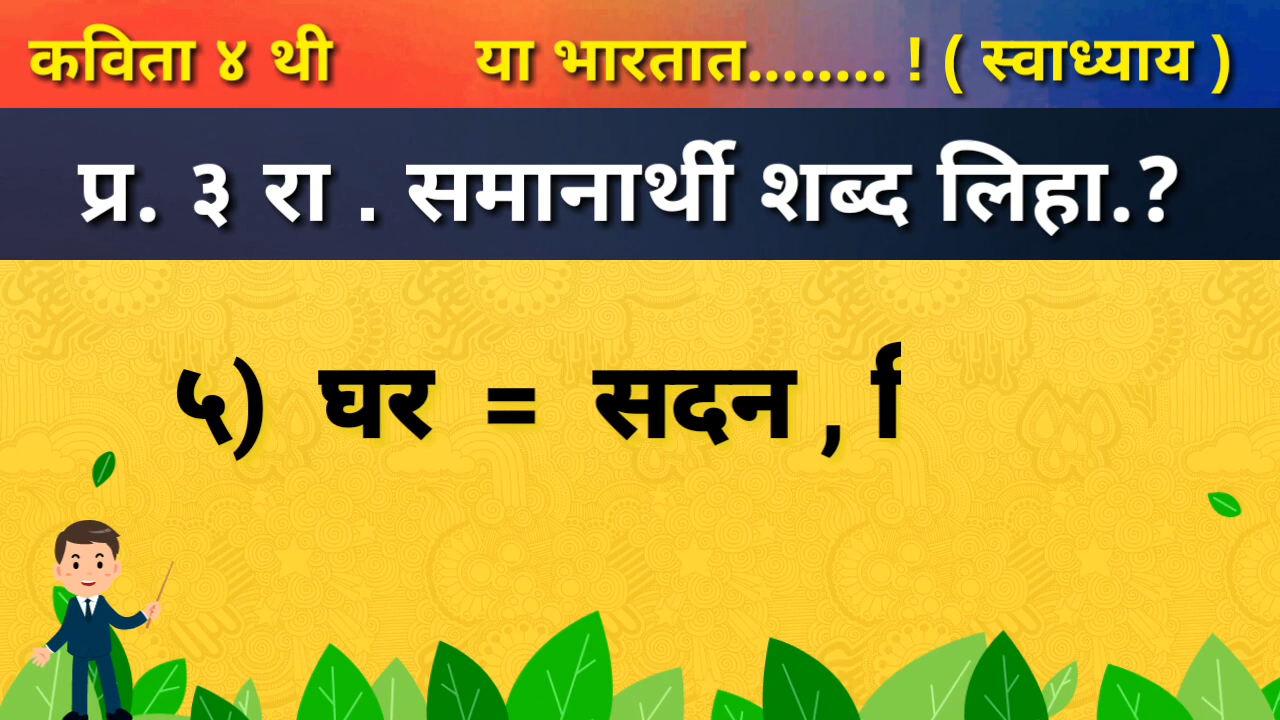 कविता ४ थी या भारतात........ ! ( स्वाध्याय )
प्र. ३ रा . समानार्थी शब्द लिहा.?
५) घर = सदन ,